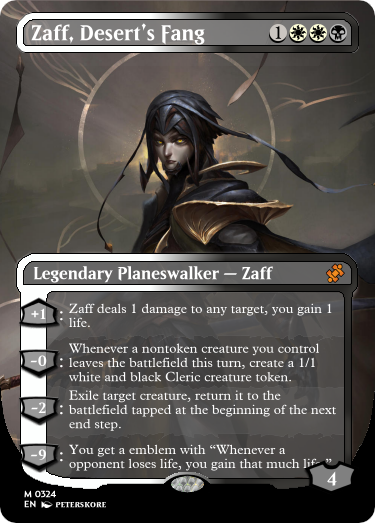 Zaff, Desert's Fang
1
Legendary Planeswalker — Zaff
+1: Zaff deals 1 damage to any target, you gain 1
life.
-0: Whenever a nontoken creature you control
leaves the battlefield this turn, create a 1/1
white and black Cleric creature token.
-2: Exile target creature, return it to the
battlefield tapped at the beginning of the next
end step.
-9: You get a emblem with “Whenever a
opponent loses life, you gain that much life.”
4
M 0324
EN PETERSKORE